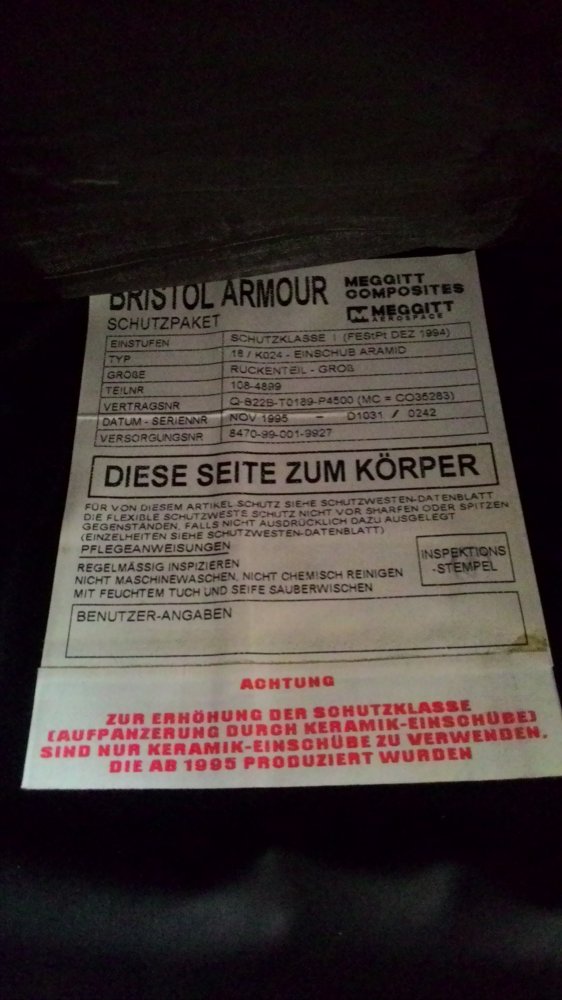 BRISTOL ARMOUR
MEGGITT
COMPOSITES
MEGGITT
AEROSPACE
SCHUTZPAKET
EINSTUFEN SCHUTZKLASSE I (FEStPt DEZ 1994)
TYP 18 / K024 - EINSCHUB ARAMID
GRÖßE RUCKENTEIL - GROß
TEILNR 108-4899
VERTRAGSNR Q-B22B-T0189-P4500 (MC = CO35283)
DATUM - SERIENNR NOV 1995 - D1031 / 0242
VERSORGUNGSNR 8470-99-001-9927
DIESE SEITE ZUM KÖRPER
FÜR VON DIESEM ARTIKEL SCHUTZ SIEHE SCHUTZWESTEN-DATENBLATT
DIE FLEXIBLE SCHUTZWESTE SCHUTZ NICHT VOR SHARFEN ODER SPITZEN
GEGENSTÄNDEN, FALLS NICHT AUSDRÜCKLICH DAZU AUSGELEGT
(EINZELHEITEN SIEHE SCHUTZWESTEN-DATENBLATT)
PFLEGEANWEISUNGEN
REGELMÄSSIG INSPIZIEREN
NICHT MASCHINEWASCHEN, NICHT CHEMISCH REINIGEN
MIT FEUCHTEM TUCH UND SEIFE SAUBERWISCHEN
INSPEKTIONS
-STEMPEL
BENUTZER-ANGABEN
ACHTUNG
ZUR ERHÖHUNG DER SCHUTZKLASSE
(AUFPANZERUNG DURCH KERAMIK-EINSCHÜBE)
SIND NUR KERAMIK-EINSCHÜBE ZU VERWENDEN,
DIE AB 1995 PRODUZIERT WURDEN